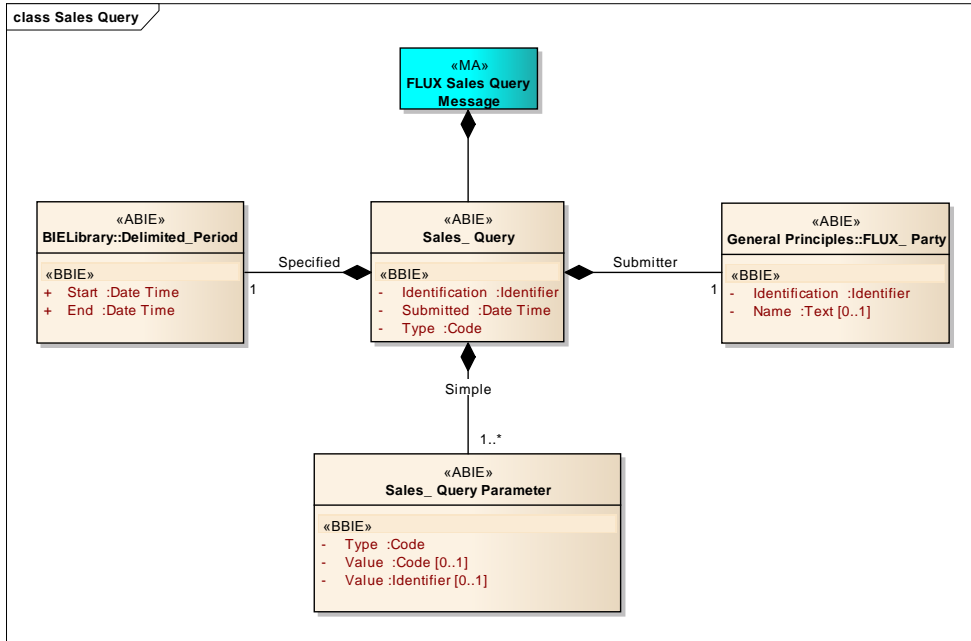 class Sales Query
«MA»
FLUX Sales Query
Message
«ABIE»
BIELibrary::Delimited_Period
«BBIE»
+ Start :Date Time
+ End :Date Time
Specified
1
«ABIE»
Sales_ Query
«BBIE»
- Identification :Identifier
- Submitted :Date Time
- Type :Code
Submitter
1
«ABIE»
General Principles::FLUX_ Party
«BBIE»
- Identification :Identifier
- Name :Text [0..1]
Simple
1..*
«ABIE»
Sales_ Query Parameter
«BBIE»
- Type :Code
- Value :Code [0..1]
- Value :Identifier [0..1]